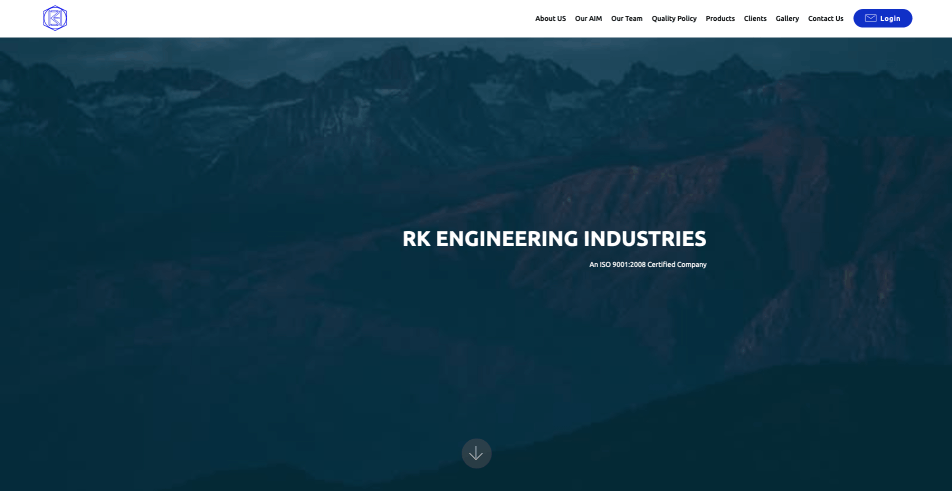 About US Our AIM Our Team Quality Policy Products Clients Gallery Contact Us Login
RK ENGINEERING INDUSTRIES
An ISO 9001:2008 Certified Company